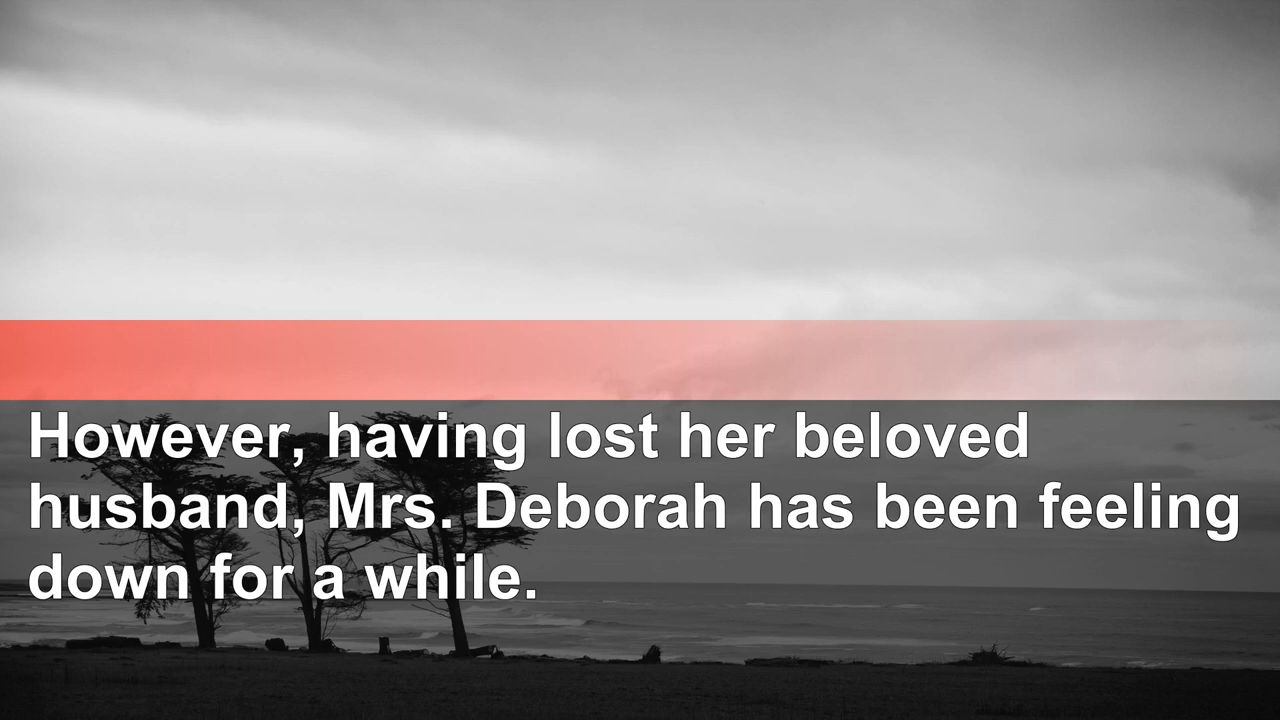 However, having lost her beloved
husband, Mrs. Deborah has been feeling
down for a while.